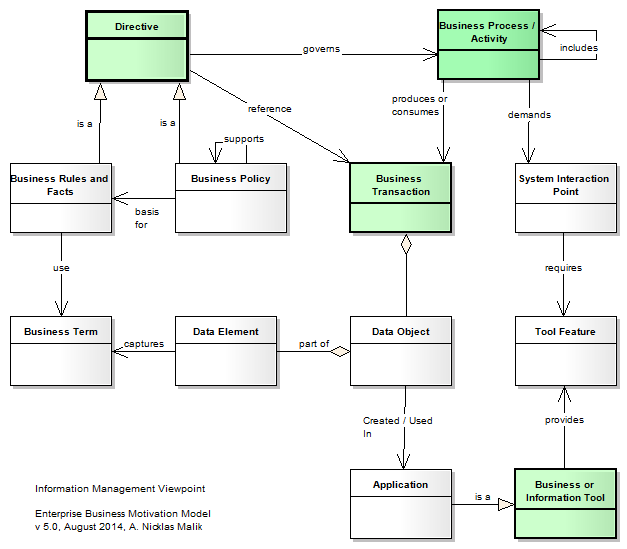 Directive
Business Process /
Activity
governs
includes
produces or
consumes
reference
demands
is a
is a
supports
Business Rules and
Facts
Business Policy
Business
Transaction
System Interaction
Point
basis
for
use
requires
Business Term
Data Element
Data Object
Tool Feature
captures
part of
Created / Used
In
provides
Application
is a
Business or
Information Tool
Information Management Viewpoint
Enterprise Business Motivation Model
v 5.0, August 2014, A. Nicklas Malik